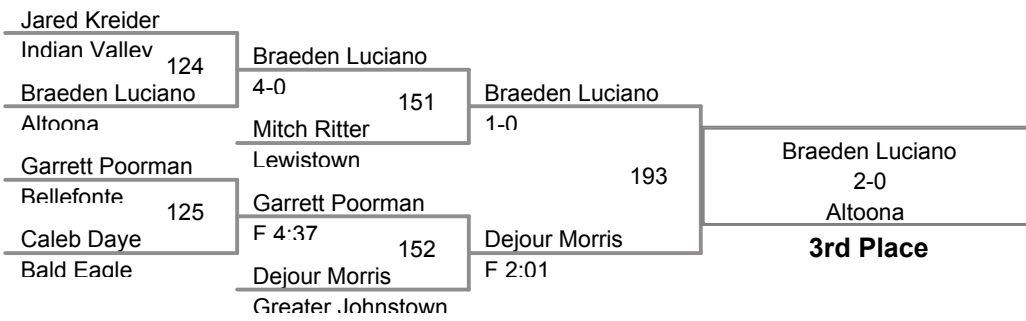 Jared Kreider
Indian Valley
124
Braeden Luciano
Altoona
Garrett Poorman
Bellefonte
125
Caleb Daye
Bald Eagle
Braeden Luciano
4-0
151
Mitch Ritter
Lewistown
Garrett Poorman
F 4:37
152
Dejour Morris
Greater Johnstown
Braeden Luciano
1-0
193
Dejour Morris
F 2:01
Braeden Luciano
2-0
Altoona
3rd Place